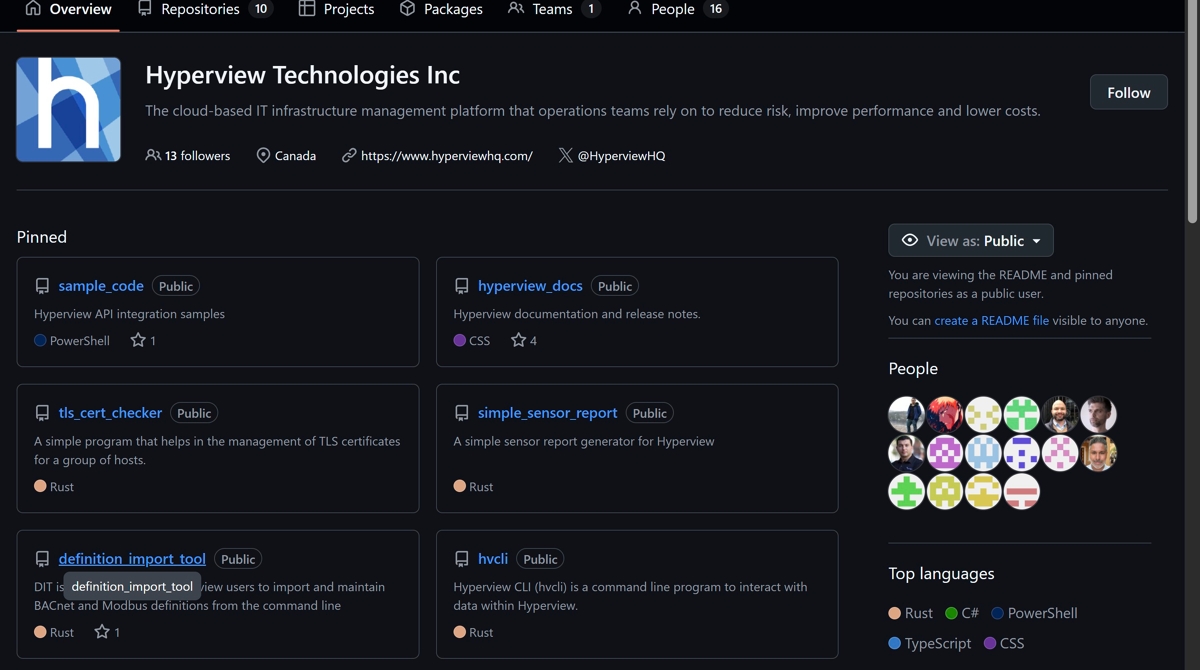 Overview Repositories 10 Projects Packages Teams 1 People 16
h
Hyperview Technologies Inc
The cloud-based IT infrastructure management platform that operations teams rely on to reduce risk, improve performance and lower costs.
Follow
13 followers Canada https://www.hyperviewhq.com/ @HyperviewHQ
Pinned
sample_code Public
Hyperview API integration samples
PowerShell 1
hyperview_docs Public
Hyperview documentation and release notes.
CSS 4
tls_cert_checker Public
A simple program that helps in the management of TLS certificates
for a group of hosts.
Rust
simple_sensor_report Public
A simple sensor report generator for Hyperview
Rust
definition_import_tool Public
DIT is view users to import and maintain
definition_import_tool
BACnet and Modbus definitions from the command line
Rust 1
hvcli Public
Hyperview CLI (hvcli) is a command line program to interact with
data within Hyperview.
Rust
View as: Public
You are viewing the README and pinned
repositories as a public user.
You can create a README file visible to anyone.
People
Top languages
Rust C# PowerShell
TypeScript CSS